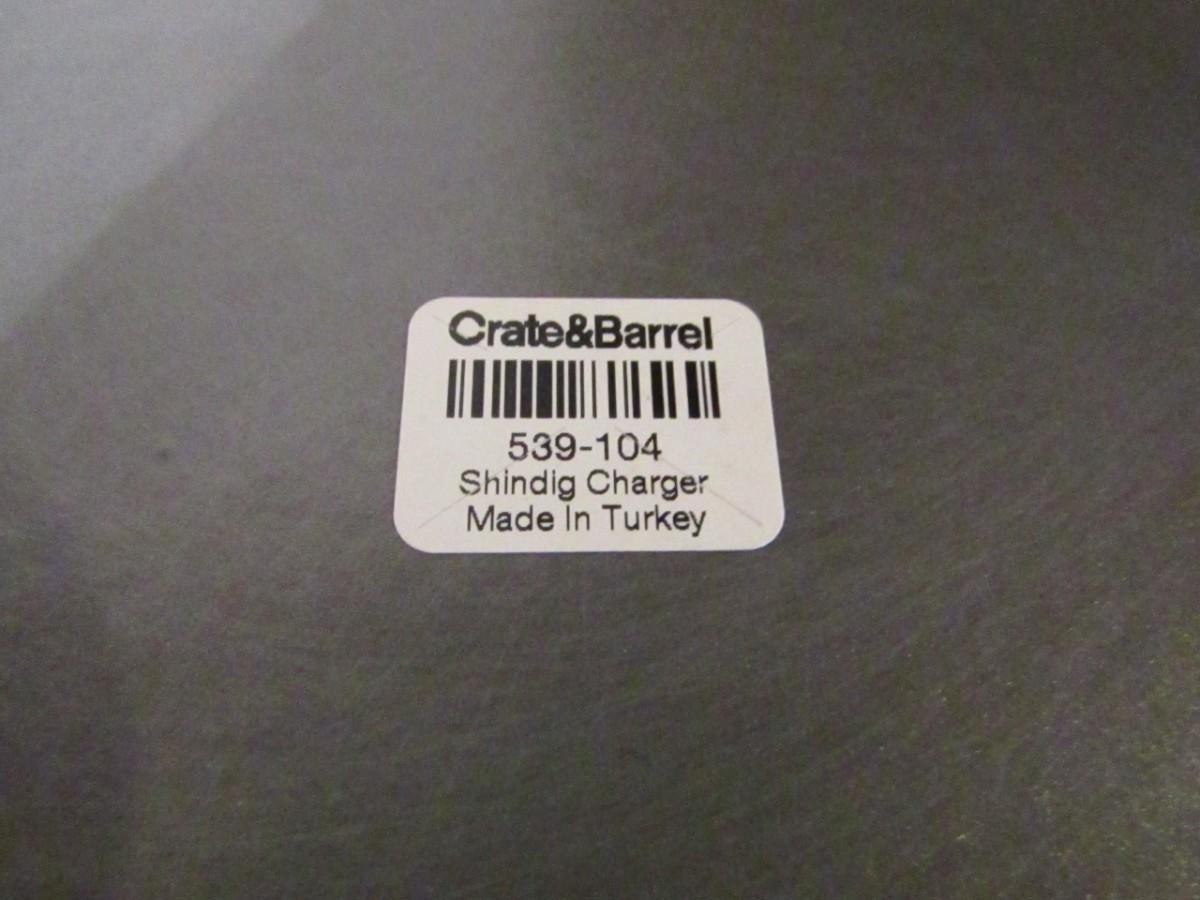 Crate&Barrel
539-104
Shindig Charger
Made In Turkey